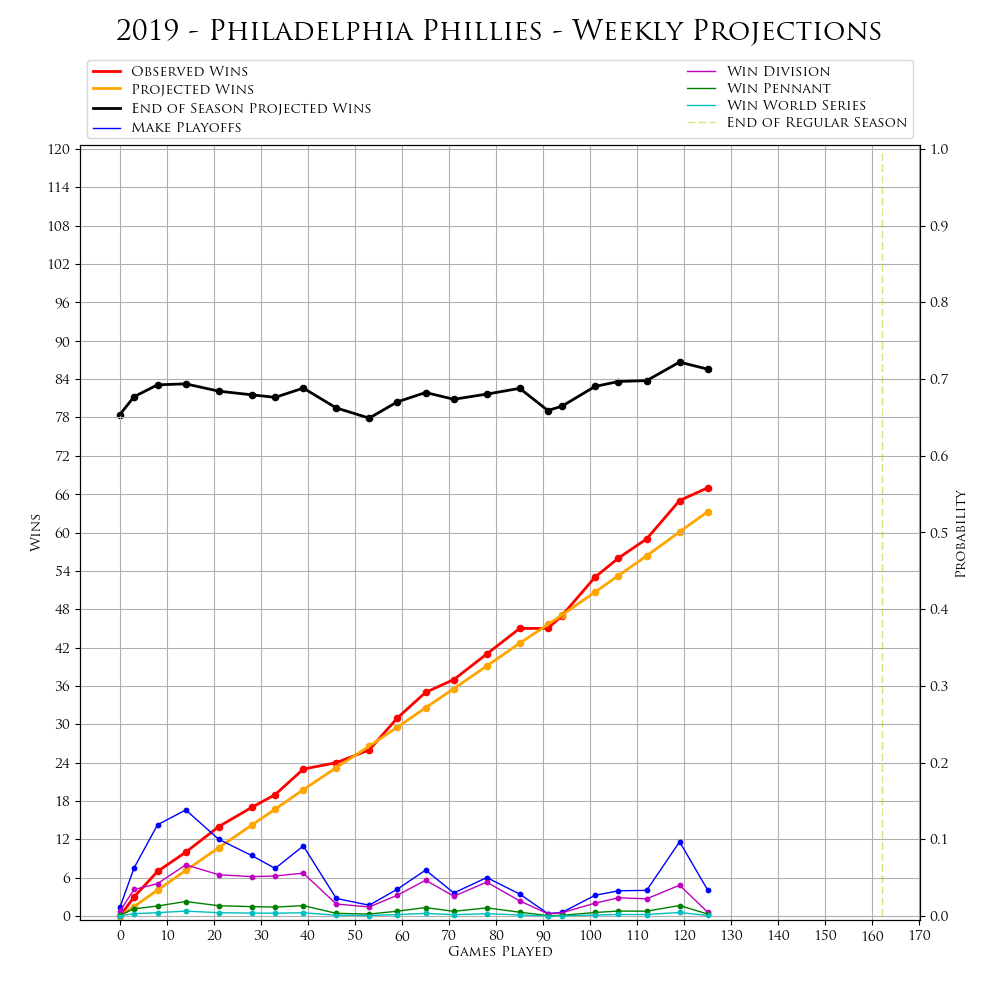 2019 - Philadelphia Phillies - Weekly Projections
Observed Wins
Projected Wins
End of Season Projected Wins
Make Playoffs
Win Division
Win Pennant
Win World Series
End of Regular Season
120
114
108
102
96
90
84
78
72
66
60
54
48
42
36
30
24
18
12
6
0
Wins
1.0
0.9
0.8
0.7
0.6
0.5
0.4
0.3
0.2
0.1
0.0
Probability
0 10 20 30 40 50 60 70 80 90 100 110 120 130 140 150 160 170
Games Played